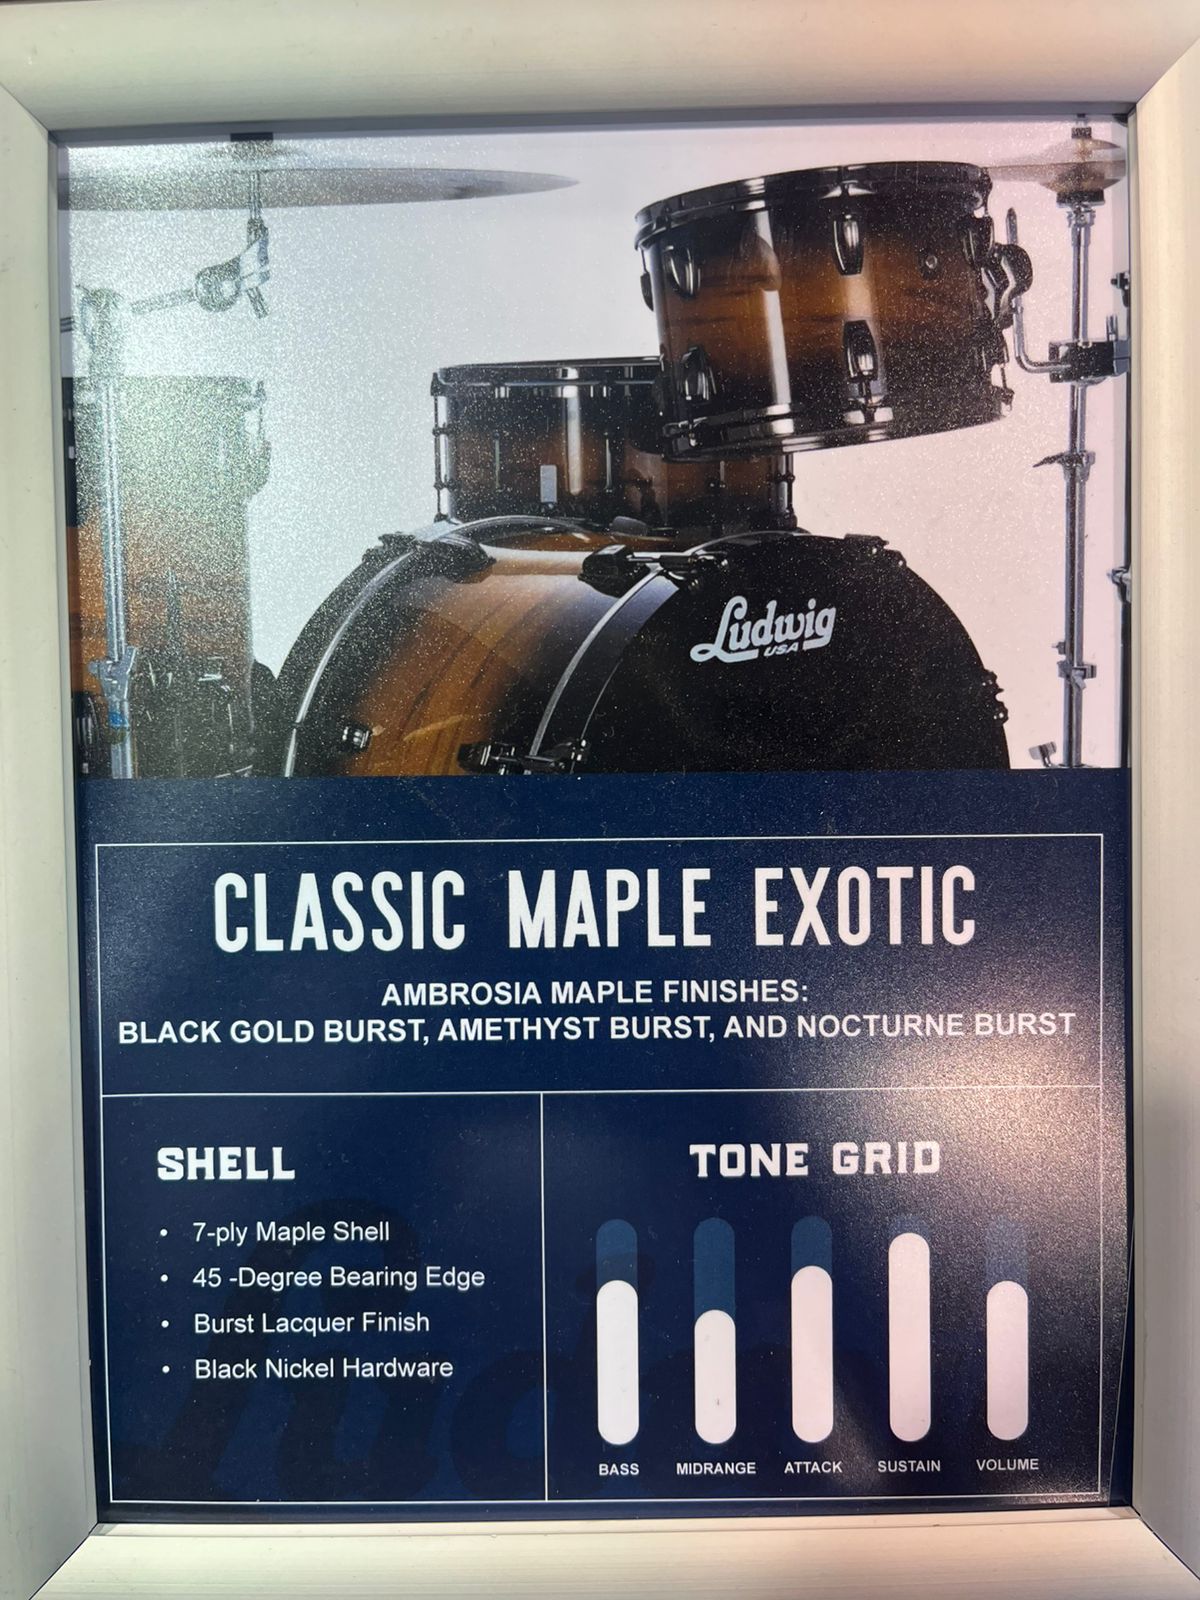 Ludwig
USA
CLASSIC MAPLE EXOTIC
AMBROSIA MAPLE FINISHES:
BLACK GOLD BURST, AMETHYST BURST, AND NOCTURNE BURST
SHELL
• 7-ply Maple Shell
• 45 -Degree Bearing Edge
• Burst Lacquer Finish
• Black Nickel Hardware
TONE GRID
BASS MIDRANGE ATTACK SUSTAIN VOLUME